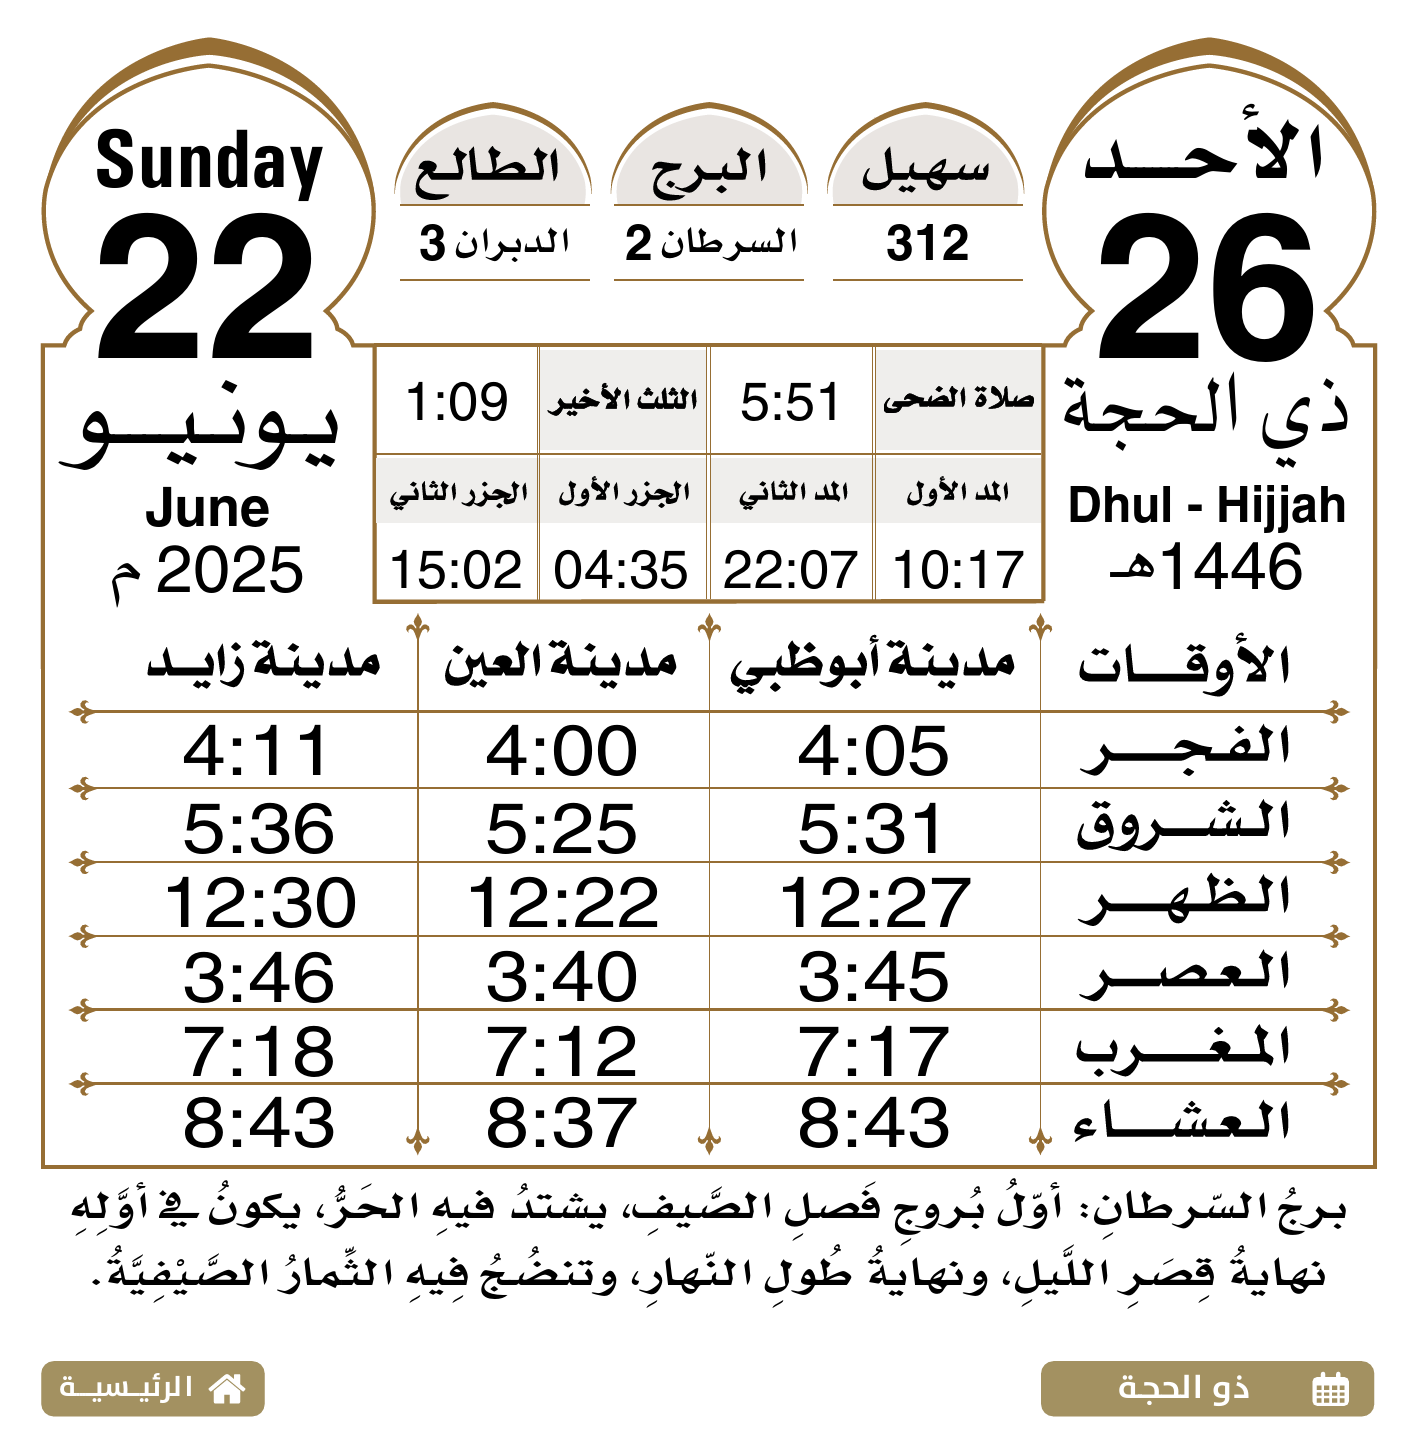 الأحد
26
ذي الحجة
Dhul - Hijjah
1446هـ
سهيل
312
البرج
السرطان 2
الطالع
الدبران 3
Sunday
22
يونيو
June
2025 م
صلاة الضحى 5:51 الثلث الأخير 1:09
المد الأول المد الثاني الجزر الأول الجزر الثاني
10:17 22:07 04:35 15:02
الأوقات مدينة أبوظبي مدينة العين مدينة زايد
الفجر 4:05 4:00 4:11
الشروق 5:31 5:25 5:36
الظهر 12:27 12:22 12:30
العصر 3:45 3:40 3:46
المغرب 7:17 7:12 7:18
العشاء 8:43 8:37 8:43
برجُ السّرطانِ: أوّلُ بُروجِ فَصلِ الصَّيفِ، يشتدُ فيهِ الحَرُّ، يكونُ في أوَّلِهِ
نهايةُ قِصَرِ اللَّيلِ، ونهايةُ طُولِ النّهارِ، وتنضُجُ فِيهِ الثِّمارُ الصَّيْفِيَّةُ.
ذو الحجة
الرئيسية